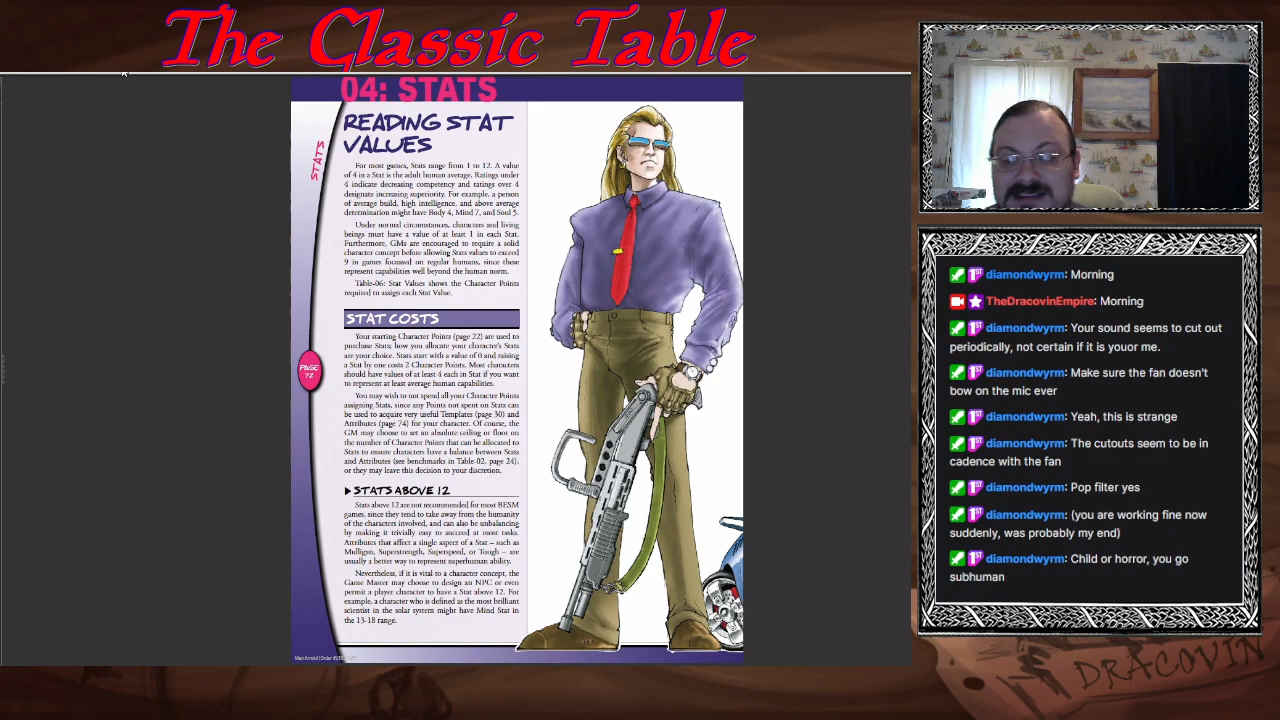 The Classic Table
04: STATS
STATS
READING STAT
VALUES
For most games, Stats range from 1 to 12. A value
of 4 in a Stat is the adult human average. Ratings under
4 indicate decreasing competency and ratings over 4
designate increasing superiority. For example, a person
of average build, high intelligence, and above average
determination might have Body 4, Mind 7, and Soul 5.
Under normal circumstances, characters and living
beings must have a value of at least 1 in each Stat.
Furthermore, GMs are encouraged to require a solid
character concept before allowing Stats values to exceed
9 in games focussed on regular humans, since these
represent capabilities well beyond the human norm.
Table-06: Stat Values shows the Character Points
required to assign each Stat Value.
STAT COSTS
Your starting Character Points (page 22) are used to
purchase Stats; how you allocate your character's Stats
are your choice. Stats start with a value of 0 and raising
a Stat by one costs 2 Character Points. Most characters
should have values of at least 4 each in Stat if you want
to represent at least average human capabilities.
PAGE
72
You may wish to not spend all your Character Points
assigning Stats, since any Points not spent on Stats can
be used to acquire very useful Templates (page 30) and
Attributes (page 74) for your character. Of course, the
GM may choose to set an absolute ceiling or floor on
the number of Character Points that can be allocated to
Stats to ensure characters have a balance between Stats
and Attributes (see benchmarks in Table-02, page 24),
or they may leave this decision to your discretion.
STATS ABOVE 12
Stats above 12 are not recommended for most BESM
games, since they tend to take away from the humanity
of the characters involved, and can also be unbalancing
by making it trivially easy to succeed at most tasks.
Attributes that affect a single aspect of a Stat – such as
Mulligan, Superstrength, Superspeed, or Tough – are
usually a better way to represent superhuman ability.
Nevertheless, if it is vital to a character concept, the
Game Master may choose to design an NPC or even
permit a player character to have a Stat above 12. For
example, a character who is defined as the most brilliant
scientist in the solar system might have Mind Stat in
the 13-18 range.
diamondwyrm: Morning
TheDracovinEmpire: Morning
diamondwyrm: Your sound seems to cut out
periodically, not certain if it is youor me.
diamondwyrm: Make sure the fan doesn't
bow on the mic ever
diamondwyrm: Yeah, this is strange
diamondwyrm: The cutouts seem to be in
cadence with the fan
diamondwyrm: Pop filter yes
diamondwyrm: (you are working fine now
suddenly, was probably my end)
diamondwyrm: Child or horror, you go
subhuman
DRACOVIN